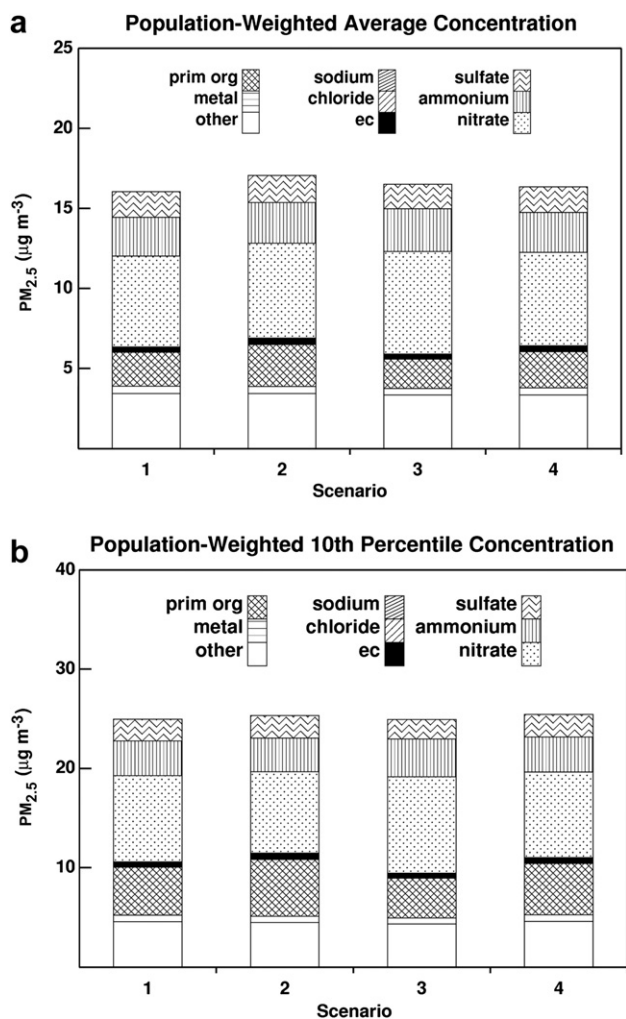 a
Population-Weighted Average Concentration
25
20
15
10
5
PM2.5 (μg m-3)
prim org sodium sulfate
metal chloride ammonium
other ec nitrate
1 2 3 4
Scenario
b
Population-Weighted 10th Percentile Concentration
40
30
20
10
PM2.5 (μg m-3)
prim org sodium sulfate
metal chloride ammonium
other ec nitrate
1 2 3 4
Scenario